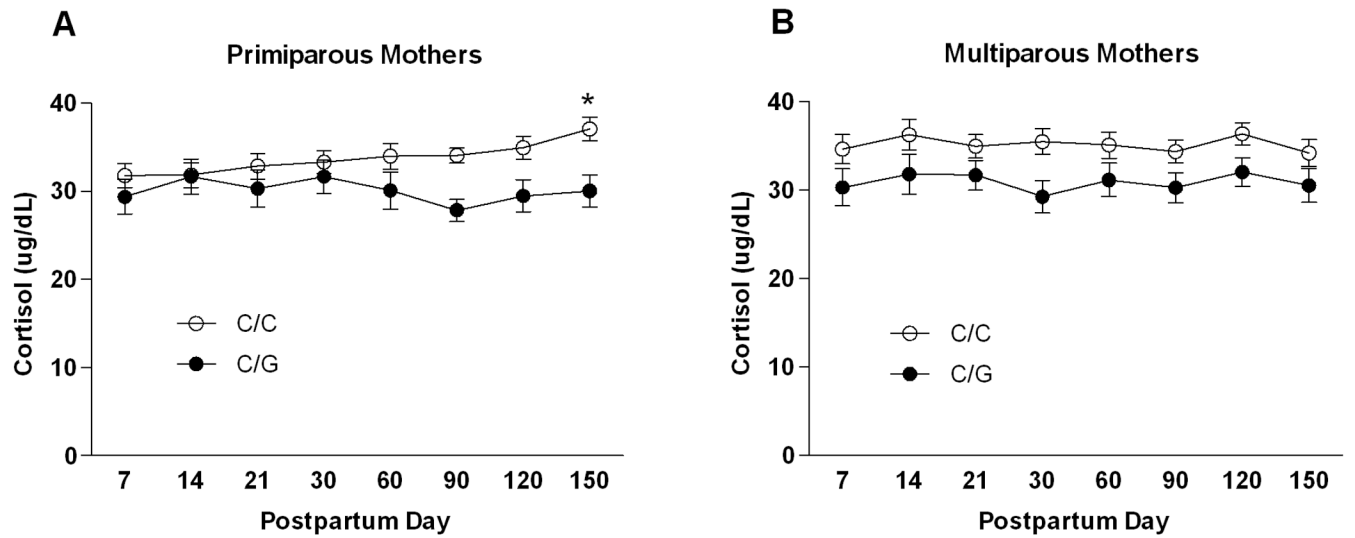 A
Primiparous Mothers
40
*
30
20
10
0
Cortisol (ug/dL)
C/C
C/G
7 14 21 30 60 90 120 150
Postpartum Day
B
Multiparous Mothers
40
30
20
10
0
Cortisol (ug/dL)
C/C
C/G
7 14 21 30 60 90 120 150
Postpartum Day